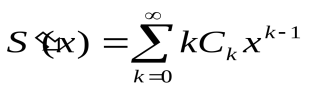 S′(x) = ∑_{k=0}^{∞} kC_k x^{k-1}